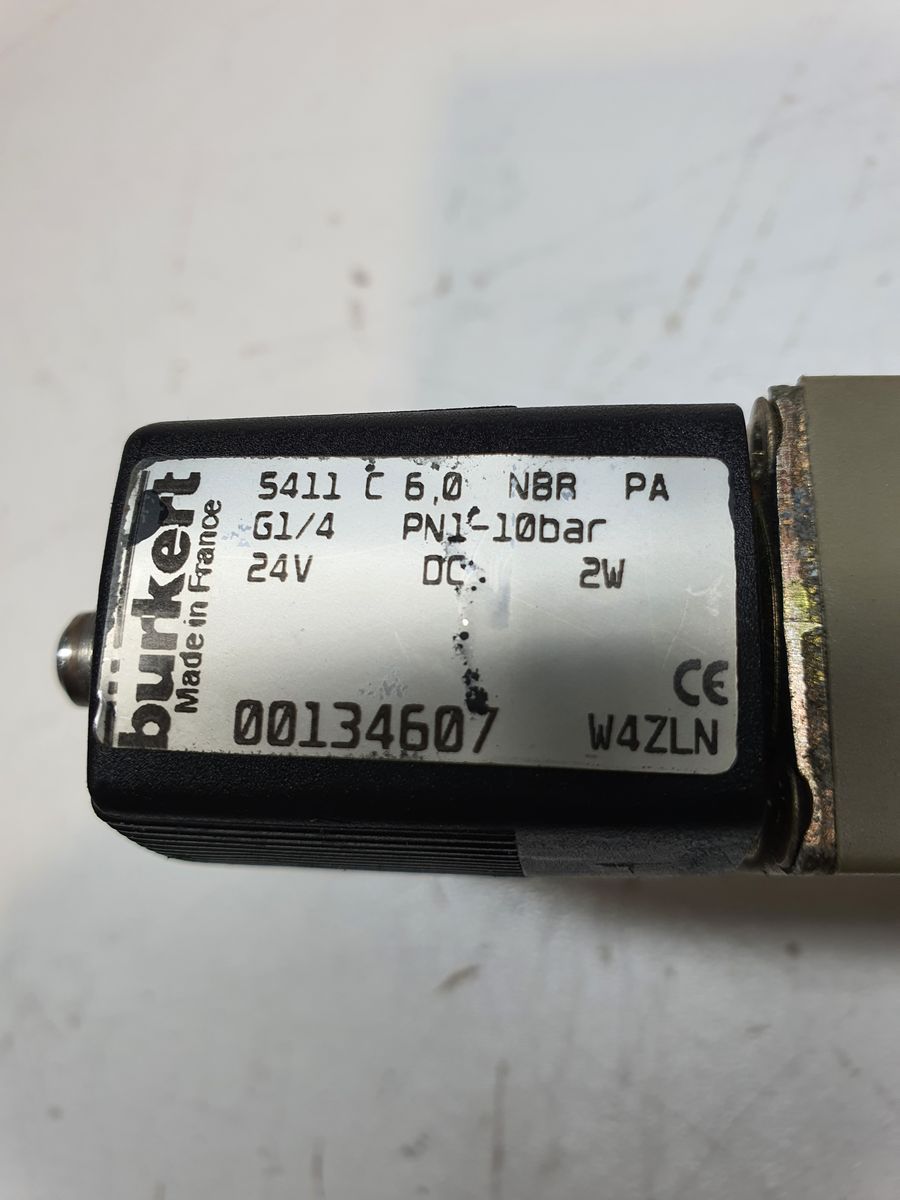 5411 C 6,0 NBR PA
G1/4 PN1-10bar
24V DC 2W
CE
00134607 W4ZLN
burkert
Made in France